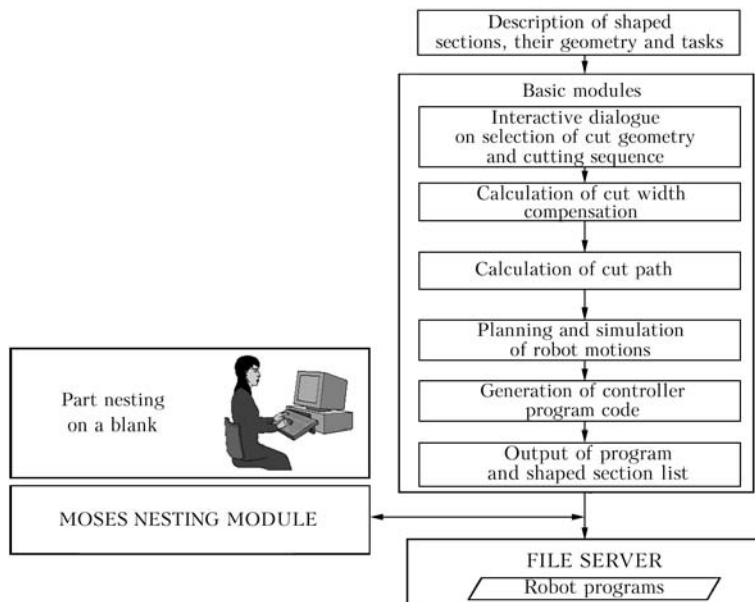 Description of shaped
sections, their geometry and tasks
Basic modules
Interactive dialogue
on selection of cut geometry
and cutting sequence
Calculation of cut width
compensation
Calculation of cut path
Planning and simulation
of robot motions
Generation of controller
program code
Output of program
and shaped section list
Part nesting
on a blank
MOSES NESTING MODULE
FILE SERVER
Robot programs